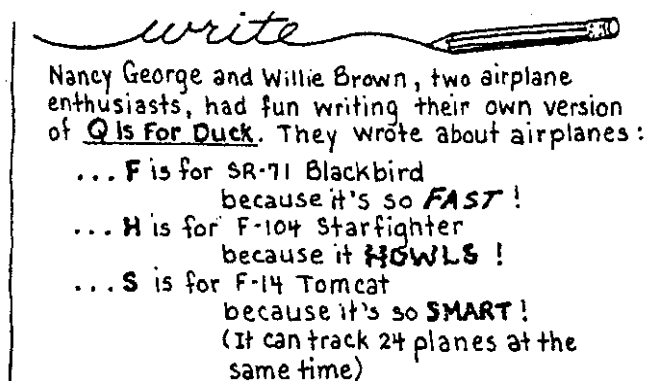 write
Nancy George and Willie Brown, two airplane
enthusiasts, had fun writing their own version
of Q Is For Duck. They wrote about airplanes:
... F is for SR-71 Blackbird
because it's so FAST!
... H is for F-104 Starfighter
because it HOWLS!
... S is for F-14 Tomcat
because it's so SMART!
(It can track 24 planes at the
same time)